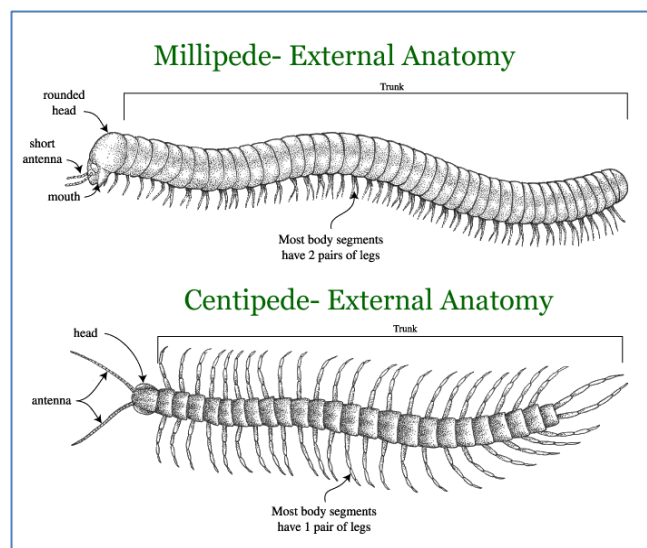 Millipede- External Anatomy
Trunk
rounded
head
short
antenna
mouth
Most body segments
have 2 pairs of legs
Centipede- External Anatomy
Trunk
head
antenna
Most body segments
have 1 pair of legs